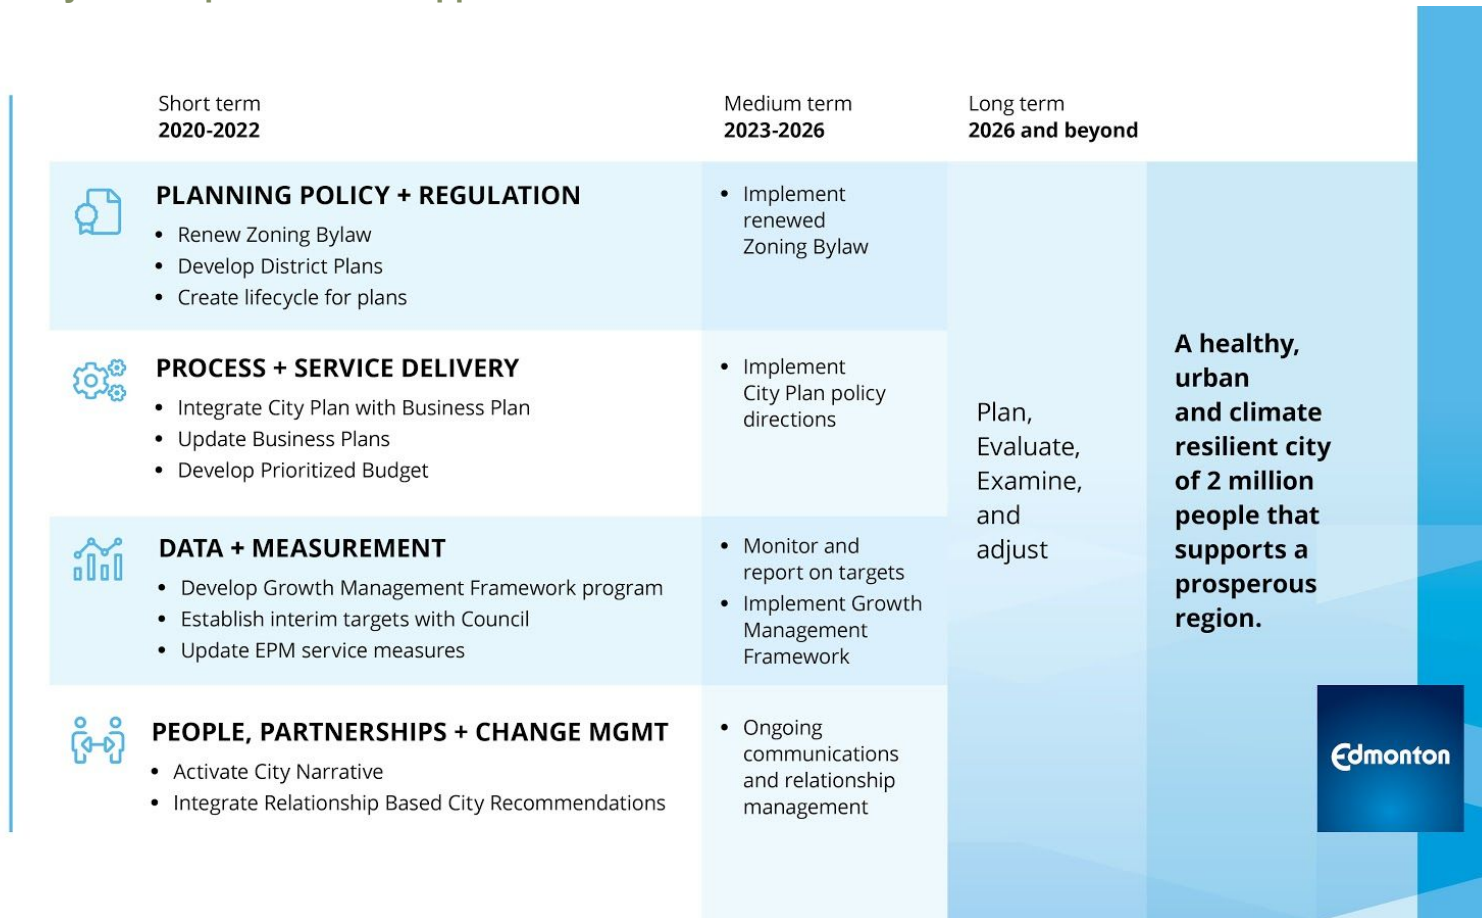 Short term
2020-2022
Medium term
2023-2026
Long term
2026 and beyond
PLANNING POLICY + REGULATION
• Renew Zoning Bylaw
• Develop District Plans
• Create lifecycle for plans
• Implement
renewed
Zoning Bylaw
PROCESS + SERVICE DELIVERY
• Integrate City Plan with Business Plan
• Update Business Plans
• Develop Prioritized Budget
• Implement
City Plan policy
directions
DATA + MEASUREMENT
• Develop Growth Management Framework program
• Establish interim targets with Council
• Update EPM service measures
• Monitor and
report on targets
• Implement Growth
Management
Framework
PEOPLE, PARTNERSHIPS + CHANGE MGMT
• Activate City Narrative
• Integrate Relationship Based City Recommendations
• Ongoing
communications
and relationship
management
Plan,
Evaluate,
Examine,
and
adjust
A healthy,
urban
and climate
resilient city
of 2 million
people that
supports a
prosperous
region.
Edmonton